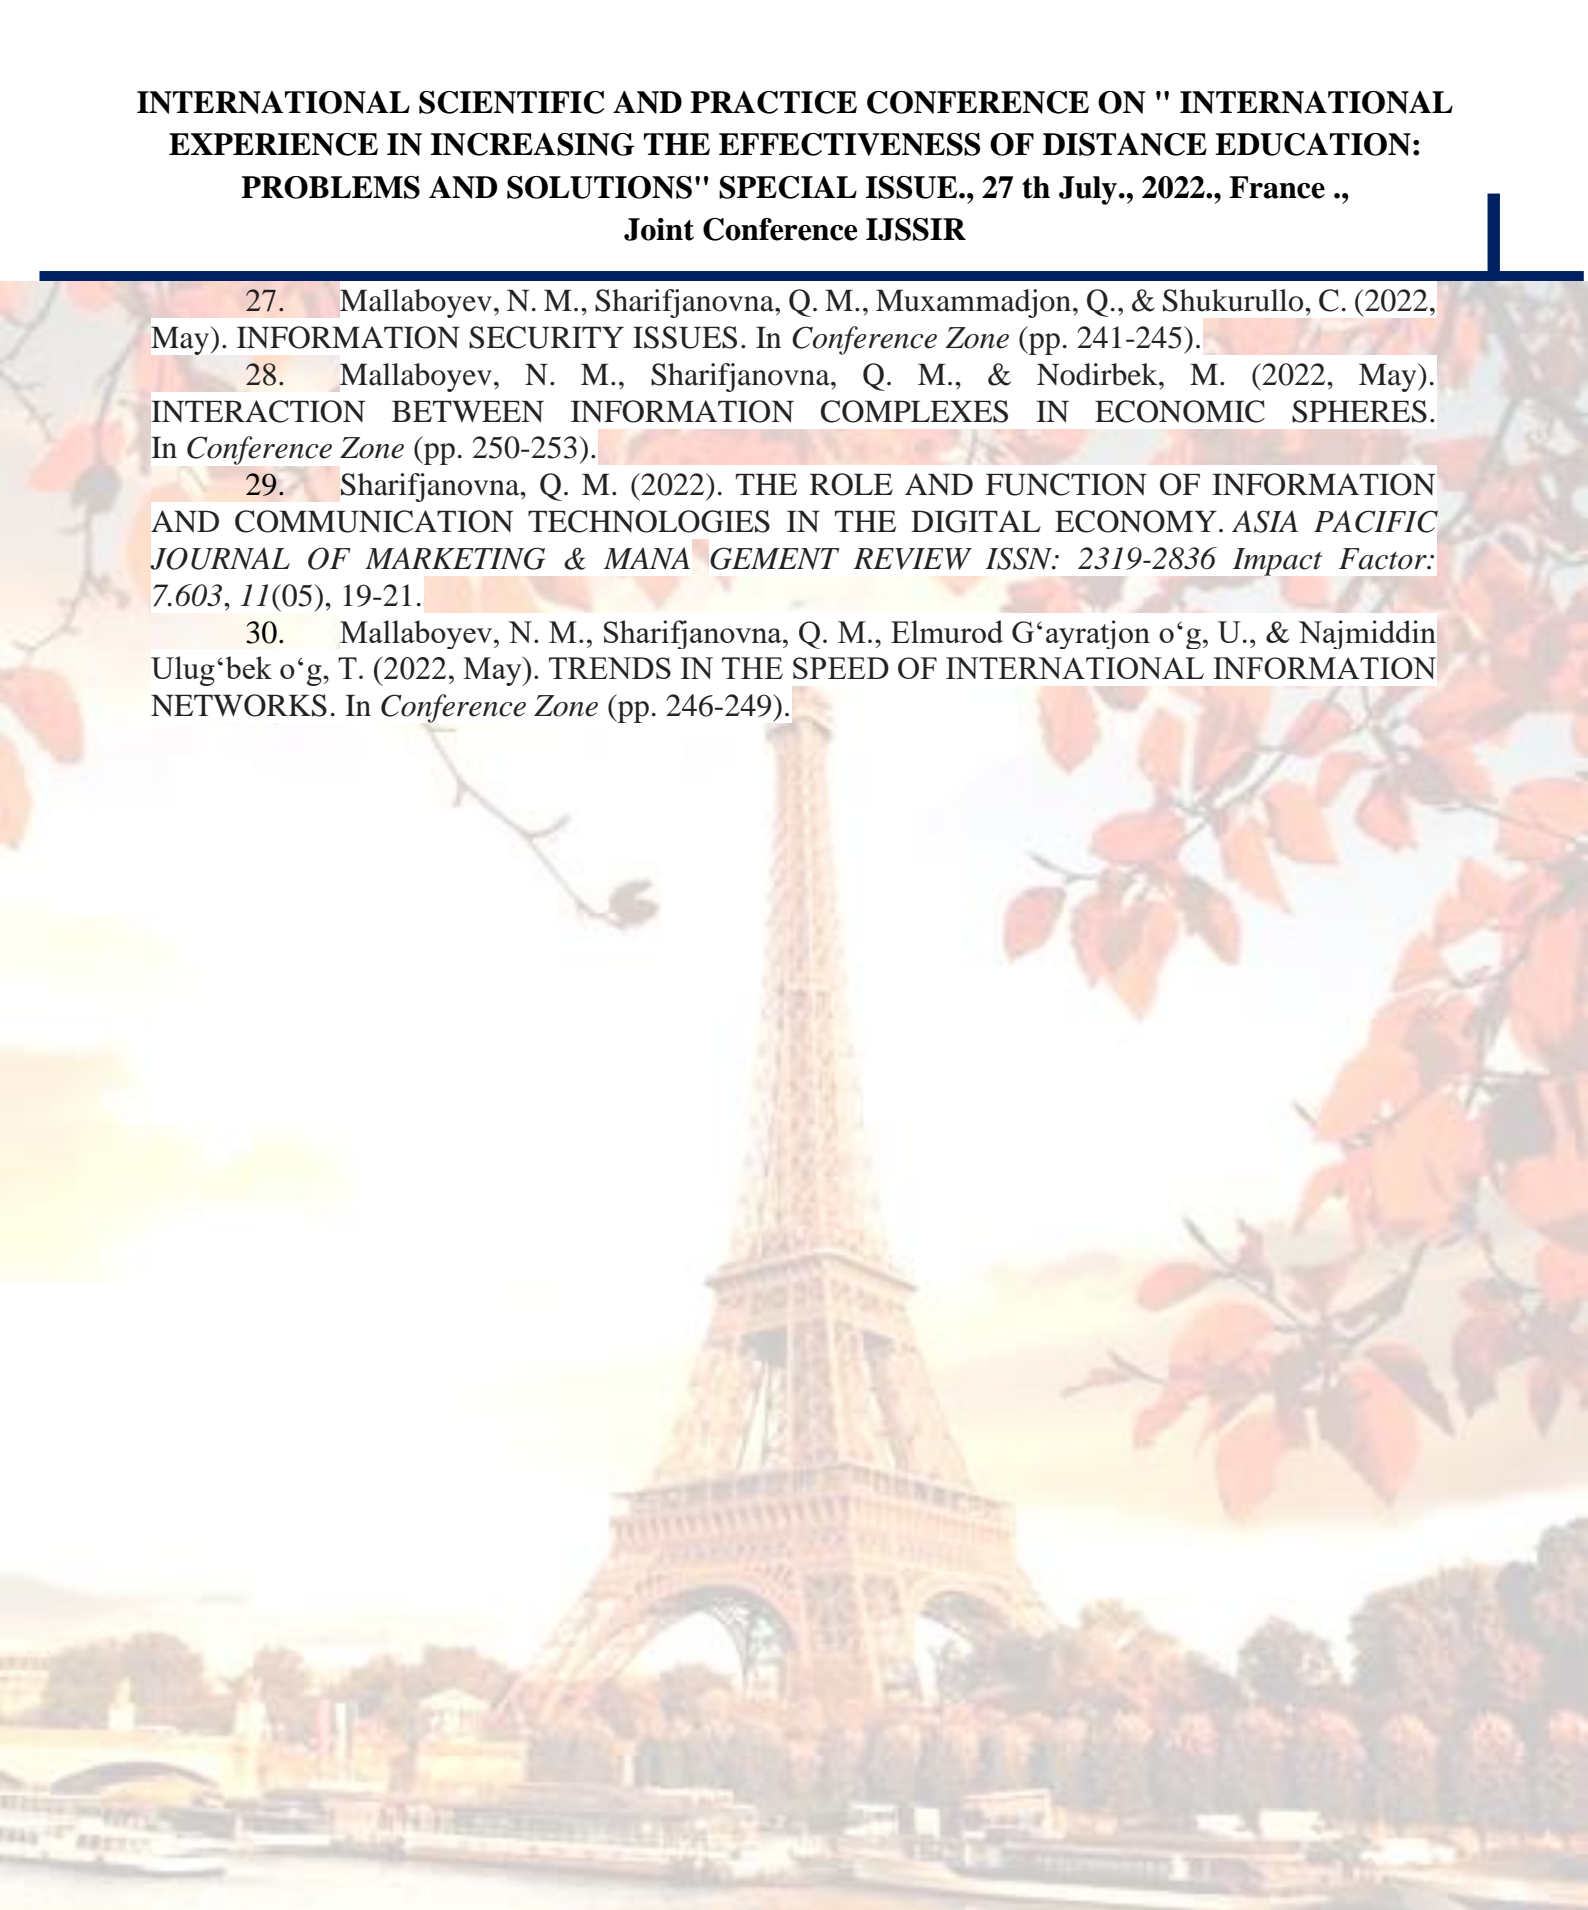 INTERNATIONAL SCIENTIFIC AND PRACTICE CONFERENCE ON " INTERNATIONAL
EXPERIENCE IN INCREASING THE EFFECTIVENESS OF DISTANCE EDUCATION:
PROBLEMS AND SOLUTIONS" SPECIAL ISSUE., 27 th July., 2022., France .,
Joint Conference IJSSIR
27. Mallaboyev, N. M., Sharifjanovna, Q. M., Muxammadjon, Q., & Shukurullo, C. (2022,
May). INFORMATION SECURITY ISSUES. In Conference Zone (pp. 241-245).
28. Mallaboyev, N. M., Sharifjanovna, Q. M., & Nodirbek, M. (2022, May).
INTERACTION BETWEEN INFORMATION COMPLEXES IN ECONOMIC SPHERES.
In Conference Zone (pp. 250-253).
29. Sharifjanovna, Q. M. (2022). THE ROLE AND FUNCTION OF INFORMATION
AND COMMUNICATION TECHNOLOGIES IN THE DIGITAL ECONOMY. ASIA PACIFIC
JOURNAL OF MARKETING & MANA GEMENT REVIEW ISSN: 2319-2836 Impact Factor:
7.603, 11(05), 19-21.
30. Mallaboyev, N. M., Sharifjanovna, Q. M., Elmurod G‘ayratjon o‘g, U., & Najmiddin
Ulug‘bek o‘g, T. (2022, May). TRENDS IN THE SPEED OF INTERNATIONAL INFORMATION
NETWORKS. In Conference Zone (pp. 246-249).